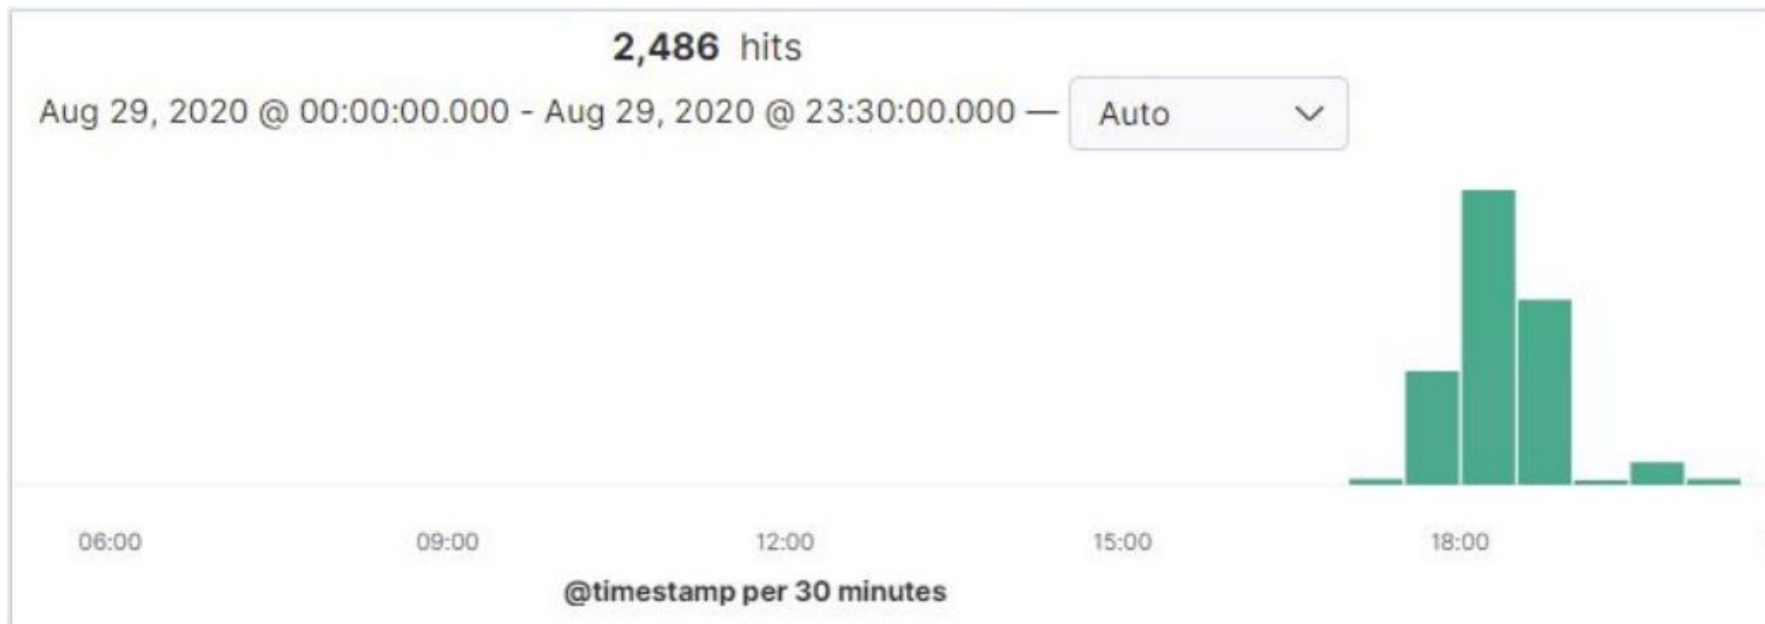 2,486 hits
Aug 29, 2020 @ 00:00:00.000 - Aug 29, 2020 @ 23:30:00.000 — Auto
06:00 09:00 12:00 15:00 18:00
@timestamp per 30 minutes